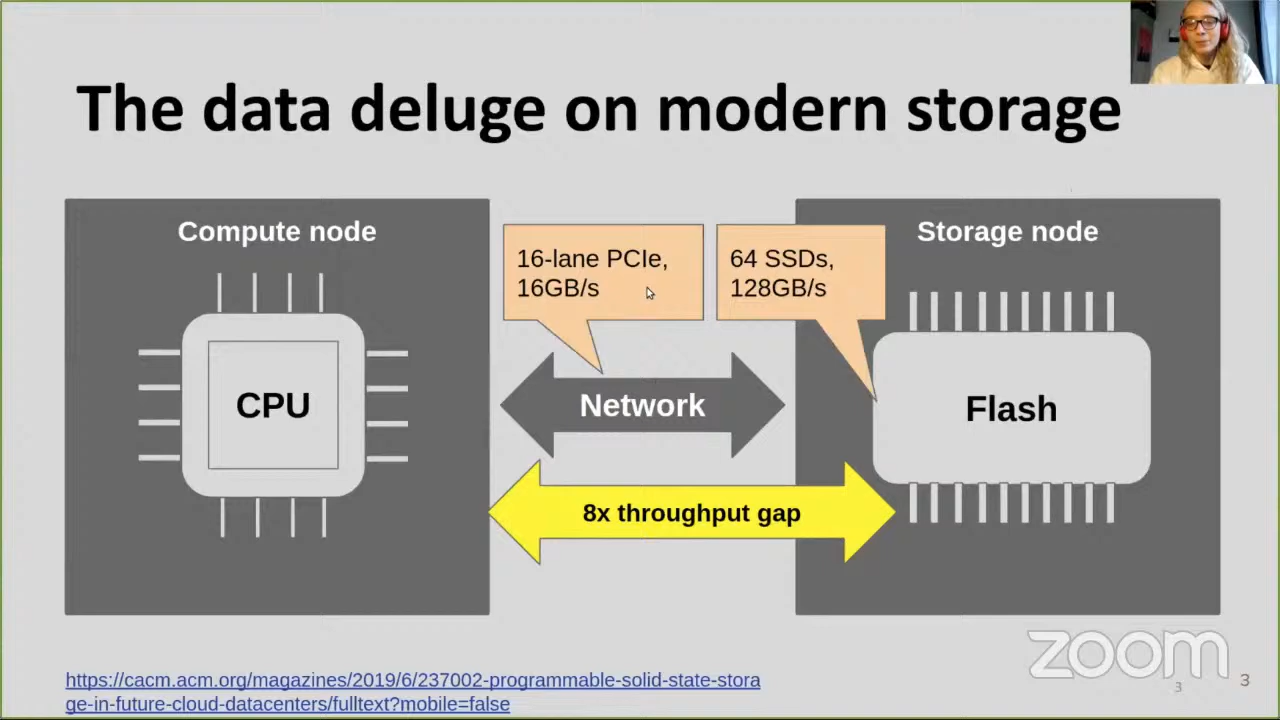 The data deluge on modern storage
Compute node
16-lane PCIe,
16GB/s
64 SSDs,
128GB/s
Storage node
CPU
Network
Flash
8x throughput gap
https://cacm.acm.org/magazines/2019/6/237002-programmable-solid-state-stora
ge-in-future-cloud-datacenters/fulltext?mobile=false
zoom
3
3